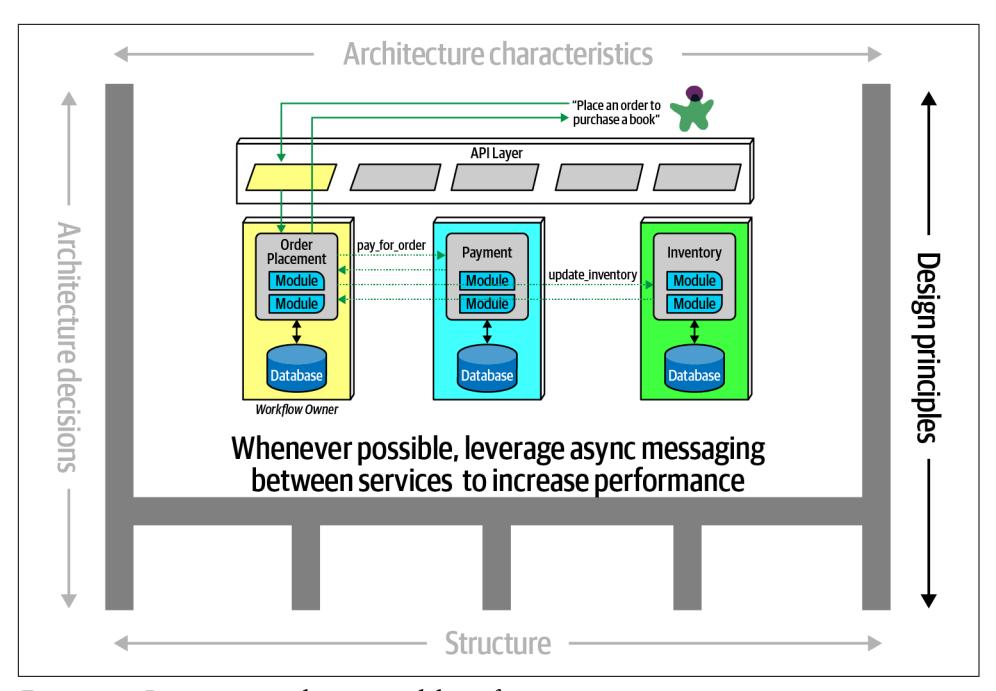 Architecture characteristics
"Place an order to
purchase a book"
API Layer
Architecture decisions
Design principles
Order
Placement
Module
Module
Database
Workflow Owner
pay_for_order
Payment
Module
Module
Database
update_inventory
Inventory
Module
Module
Database
Whenever possible, leverage async messaging
between services to increase performance
Structure